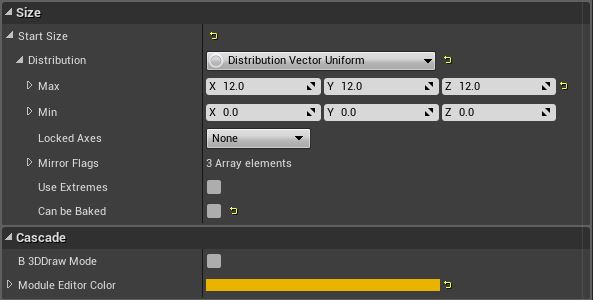 Size
Start Size
Distribution Distribution Vector Uniform
Max X 12.0 Y 12.0 Z 12.0
Min X 0.0 Y 0.0 Z 0.0
Locked Axes None
Mirror Flags 3 Array elements
Use Extremes
Can be Baked
Cascade
B 3DDraw Mode
Module Editor Color